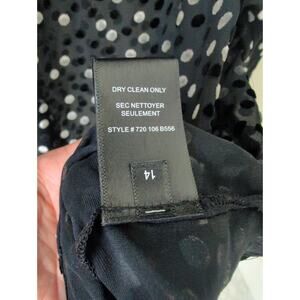 DRY CLEAN ONLY
SEC NETTOYER
SEULEMENT
STYLE # 720 106 B556
14